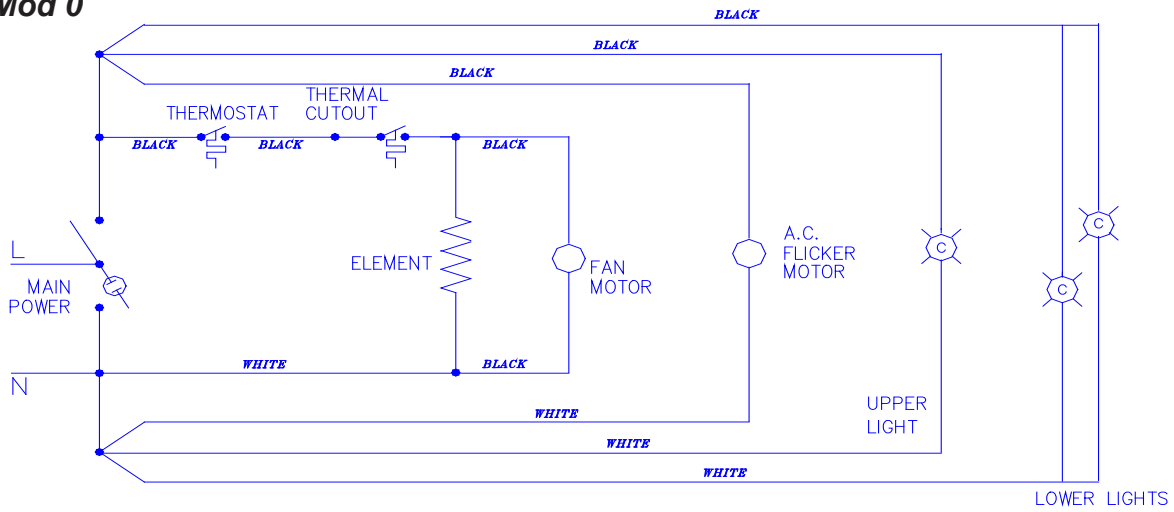 Mod 0
BLACK
BLACK
BLACK
THERMOSTAT
THERMAL
CUTOUT
BLACK
BLACK
BLACK
L
MAIN
POWER
ELEMENT
FAN
MOTOR
A.C.
FLICKER
MOTOR
C
C
C
N
WHITE
BLACK
WHITE
UPPER
LIGHT
WHITE
WHITE
LOWER LIGHTS